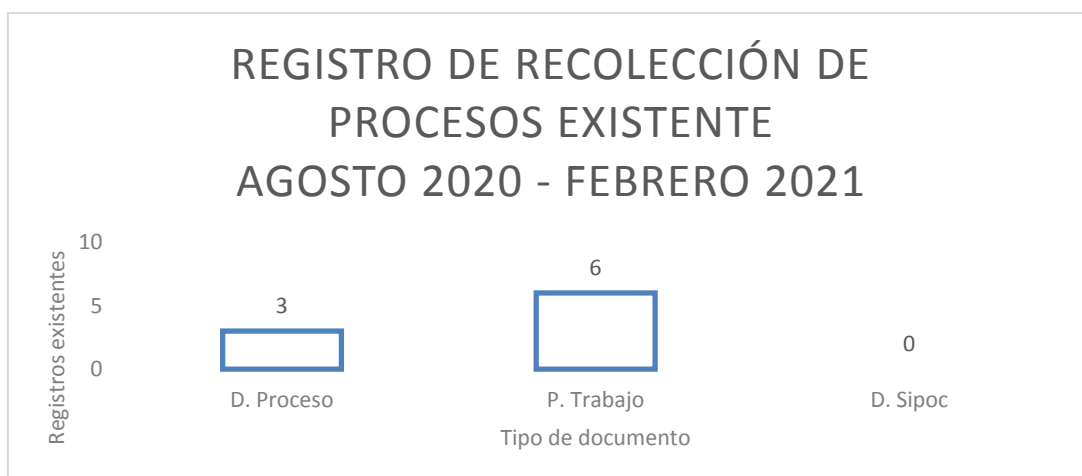 REGISTRO DE RECOLECCIÓN DE
PROCESOS EXISTENTE
AGOSTO 2020 - FEBRERO 2021
Registros existentes
10
5
0
3
6
0
D. Proceso
P. Trabajo
D. Sipoc
Tipo de documento